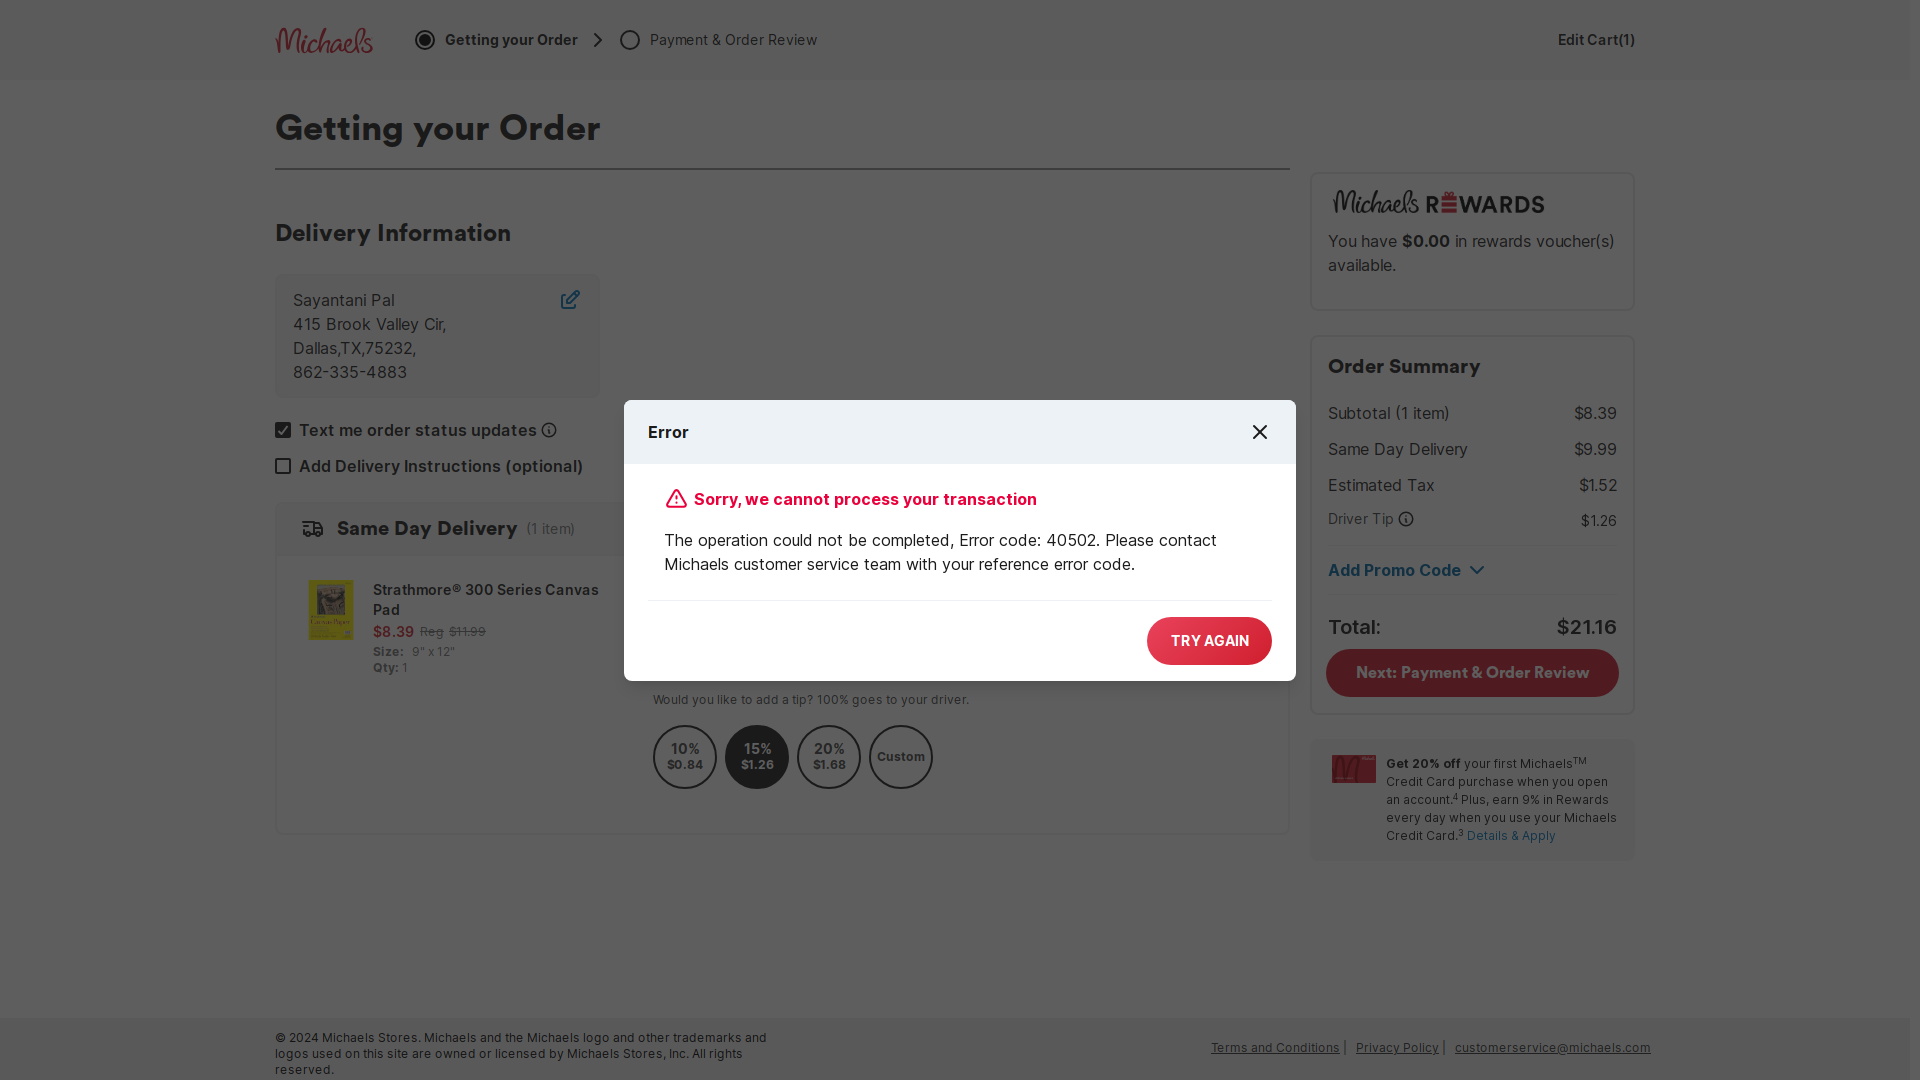 Michaels
Getting your Order
Payment & Order Review
Edit Cart(1)
Getting your Order
Delivery Information
Sayantani Pal
415 Brook Valley Cir,
Dallas,TX,75232,
862-335-4883
Text me order status updates
Add Delivery Instructions (optional)
Same Day Delivery (1 item)
Strathmore® 300 Series Canvas
Pad
$8.39 Reg $11.99
Size: 9" x 12"
Qty: 1
Error
Sorry, we cannot process your transaction
The operation could not be completed, Error code: 40502. Please contact
Michaels customer service team with your reference error code.
TRY AGAIN
Would you like to add a tip? 100% goes to your driver.
10%
$0.84
15%
$1.26
20%
$1.68
Custom
Michaels REWARDS
You have $0.00 in rewards voucher(s)
available.
Order Summary
Subtotal (1 item) $8.39
Same Day Delivery $9.99
Estimated Tax $1.52
Driver Tip $1.26
Add Promo Code
Total: $21.16
Next: Payment & Order Review
Get 20% off your first Michaels™
Credit Card purchase when you open
an account.⁴ Plus, earn 9% in Rewards
every day when you use your Michaels
Credit Card.³ Details & Apply
© 2024 Michaels Stores. Michaels and the Michaels logo and other trademarks and
logos used on this site are owned or licensed by Michaels Stores, Inc. All rights
reserved.
Terms and Conditions | Privacy Policy | customerservice@michaels.com